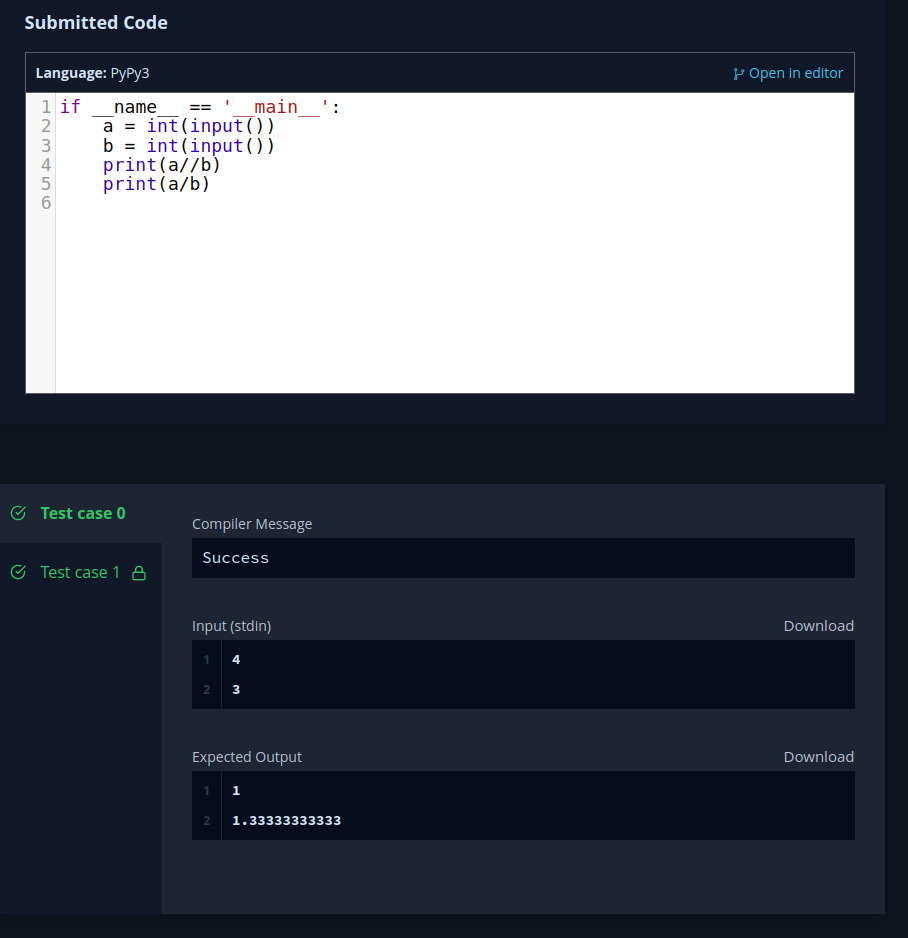 Submitted Code
Language: PyPy3
Open in editor
1 if __name__ == '__main__':
2     a = int(input())
3     b = int(input())
4     print(a//b)
5     print(a/b)
6
Test case 0
Test case 1
Compiler Message
Success
Input (stdin)
Download
1 4
2 3
Expected Output
Download
1 1
2 1.33333333333